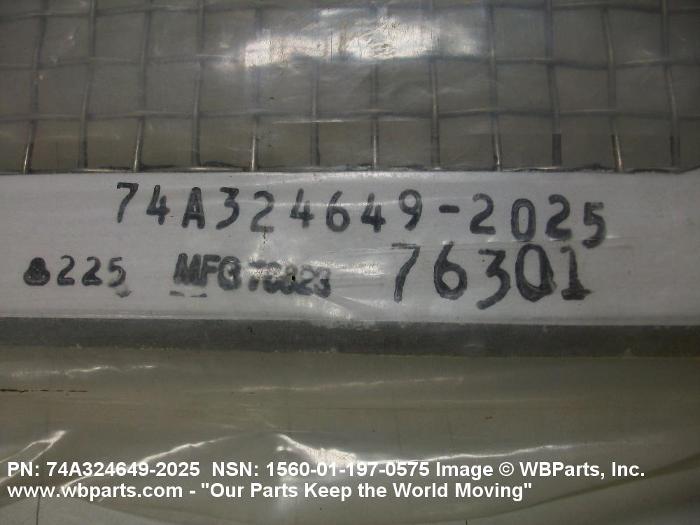 74A324649-2025
225 MFG 76301
PN: 74A324649-2025 NSN: 1560-01-197-0575 Image © WBParts, Inc.
www.wbparts.com - "Our Parts Keep the World Moving"